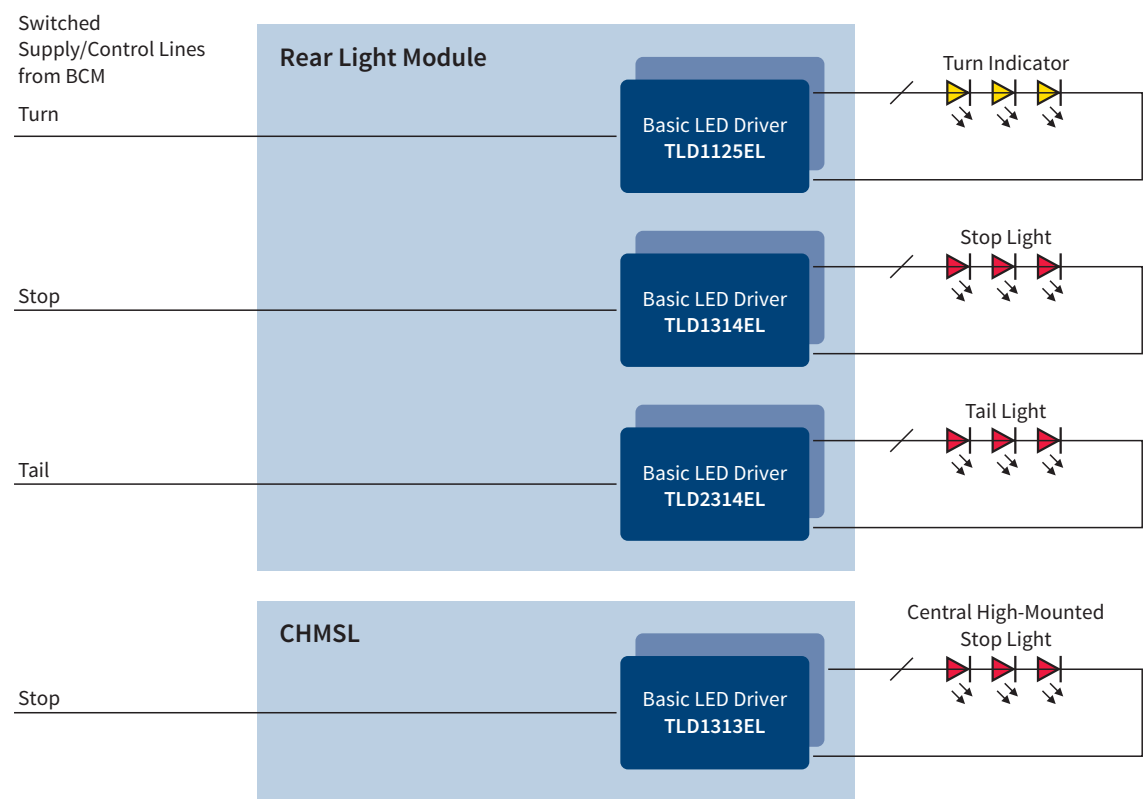 Switched
Supply/Control Lines
from BCM
Rear Light Module
Turn
Basic LED Driver
TLD1125EL
Turn Indicator
Stop
Basic LED Driver
TLD1314EL
Stop Light
Tail
Basic LED Driver
TLD2314EL
Tail Light
CHMSL
Stop
Basic LED Driver
TLD1313EL
Central High-Mounted
Stop Light